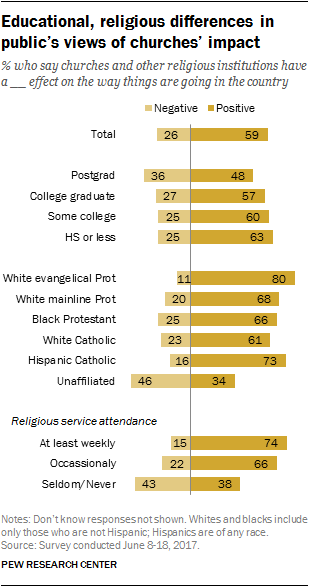 Educational, religious differences in
public's views of churches' impact
% who say churches and other religious institutions have
a __ effect on the way things are going in the country
Negative Positive
Total 26 59
Postgrad 36 48
College graduate 27 57
Some college 25 60
HS or less 25 63
White evangelical Prot 11 80
White mainline Prot 20 68
Black Protestant 25 66
White Catholic 23 61
Hispanic Catholic 16 73
Unaffiliated 46 34
Religious service attendance
At least weekly 15 74
Occassionaly 22 66
Seldom/Never 43 38
Notes: Don't know responses not shown. Whites and blacks include
only those who are not Hispanic; Hispanics are of any race.
Source: Survey conducted June 8-18, 2017.
PEW RESEARCH CENTER